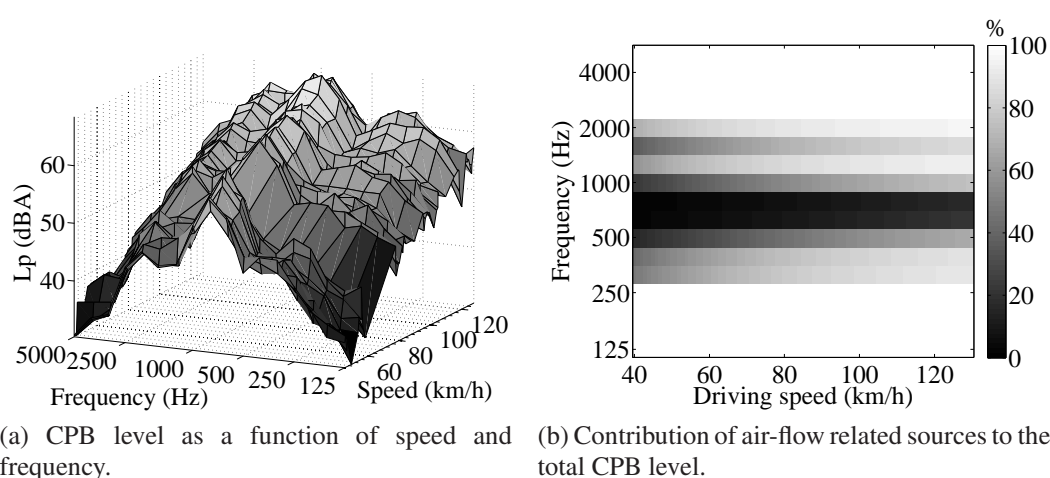 Lp (dBA)
60
50
40
5000 2500 1000 500 250 125
Frequency (Hz)
60 80 100 120
Speed (km/h)
(a) CPB level as a function of speed and
frequency.
Frequency (Hz)
4000
2000
1000
500
250
125
40 60 80 100 120
Driving speed (km/h)
%
100
80
60
40
20
0
(b) Contribution of air-flow related sources to the
total CPB level.